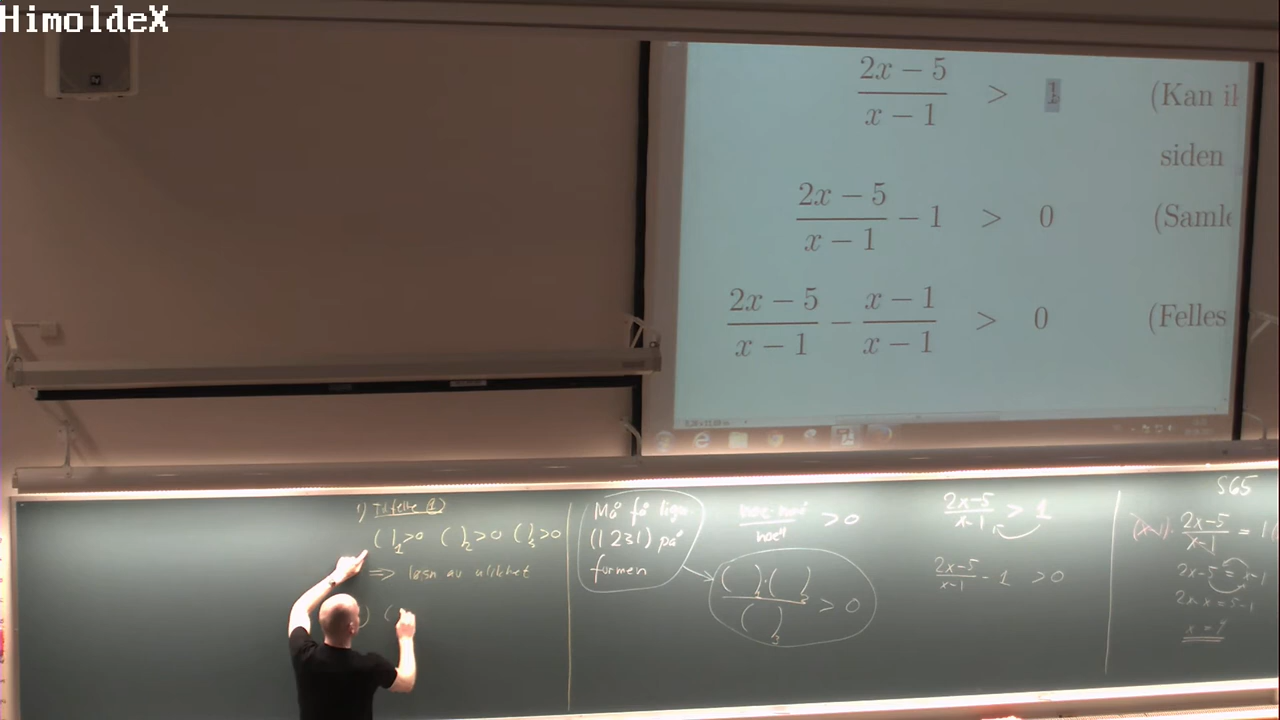 HimoldeX
2x − 5
x − 1
>
1
(Kan ik
siden
2x − 5
x − 1
− 1 > 0
(Samle
2x − 5
x − 1
−
x − 1
x − 1
> 0
(Felles
1) Tilfelle
( )₁>0 ( )₂>0 ( )₃>0
⇒ løsn av ulikhet
Må få lign
(1231) på
formen
> 0
( )₁·( )₂
( )₃
> 0
2x-5
x-1
> 1
2x-5
x-1
-1 > 0
S65
2x-5
x-1
2x-5 = x-1
2x-x = 5-1